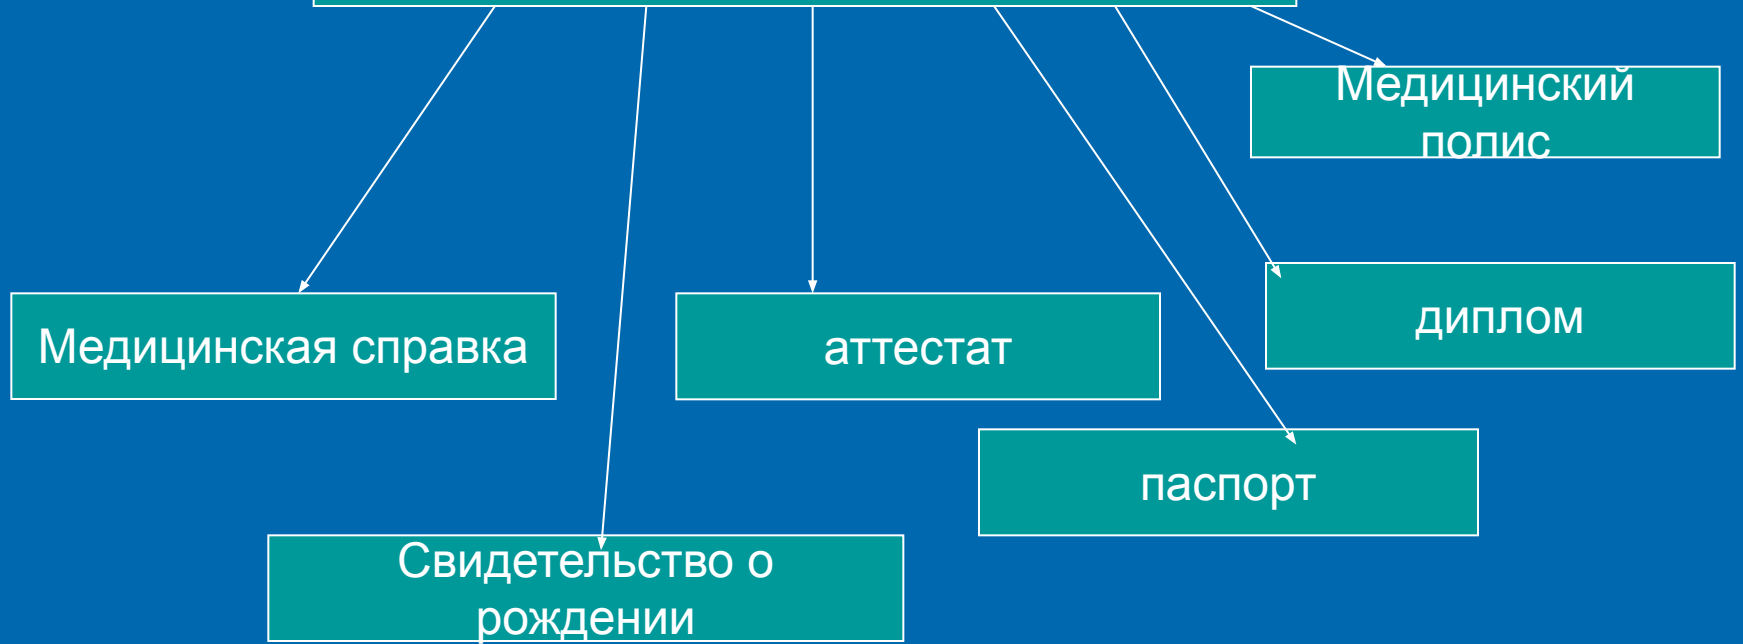 Медицинский
полис
диплом
Медицинская справка
аттестат
паспорт
Свидетельство о
рождении